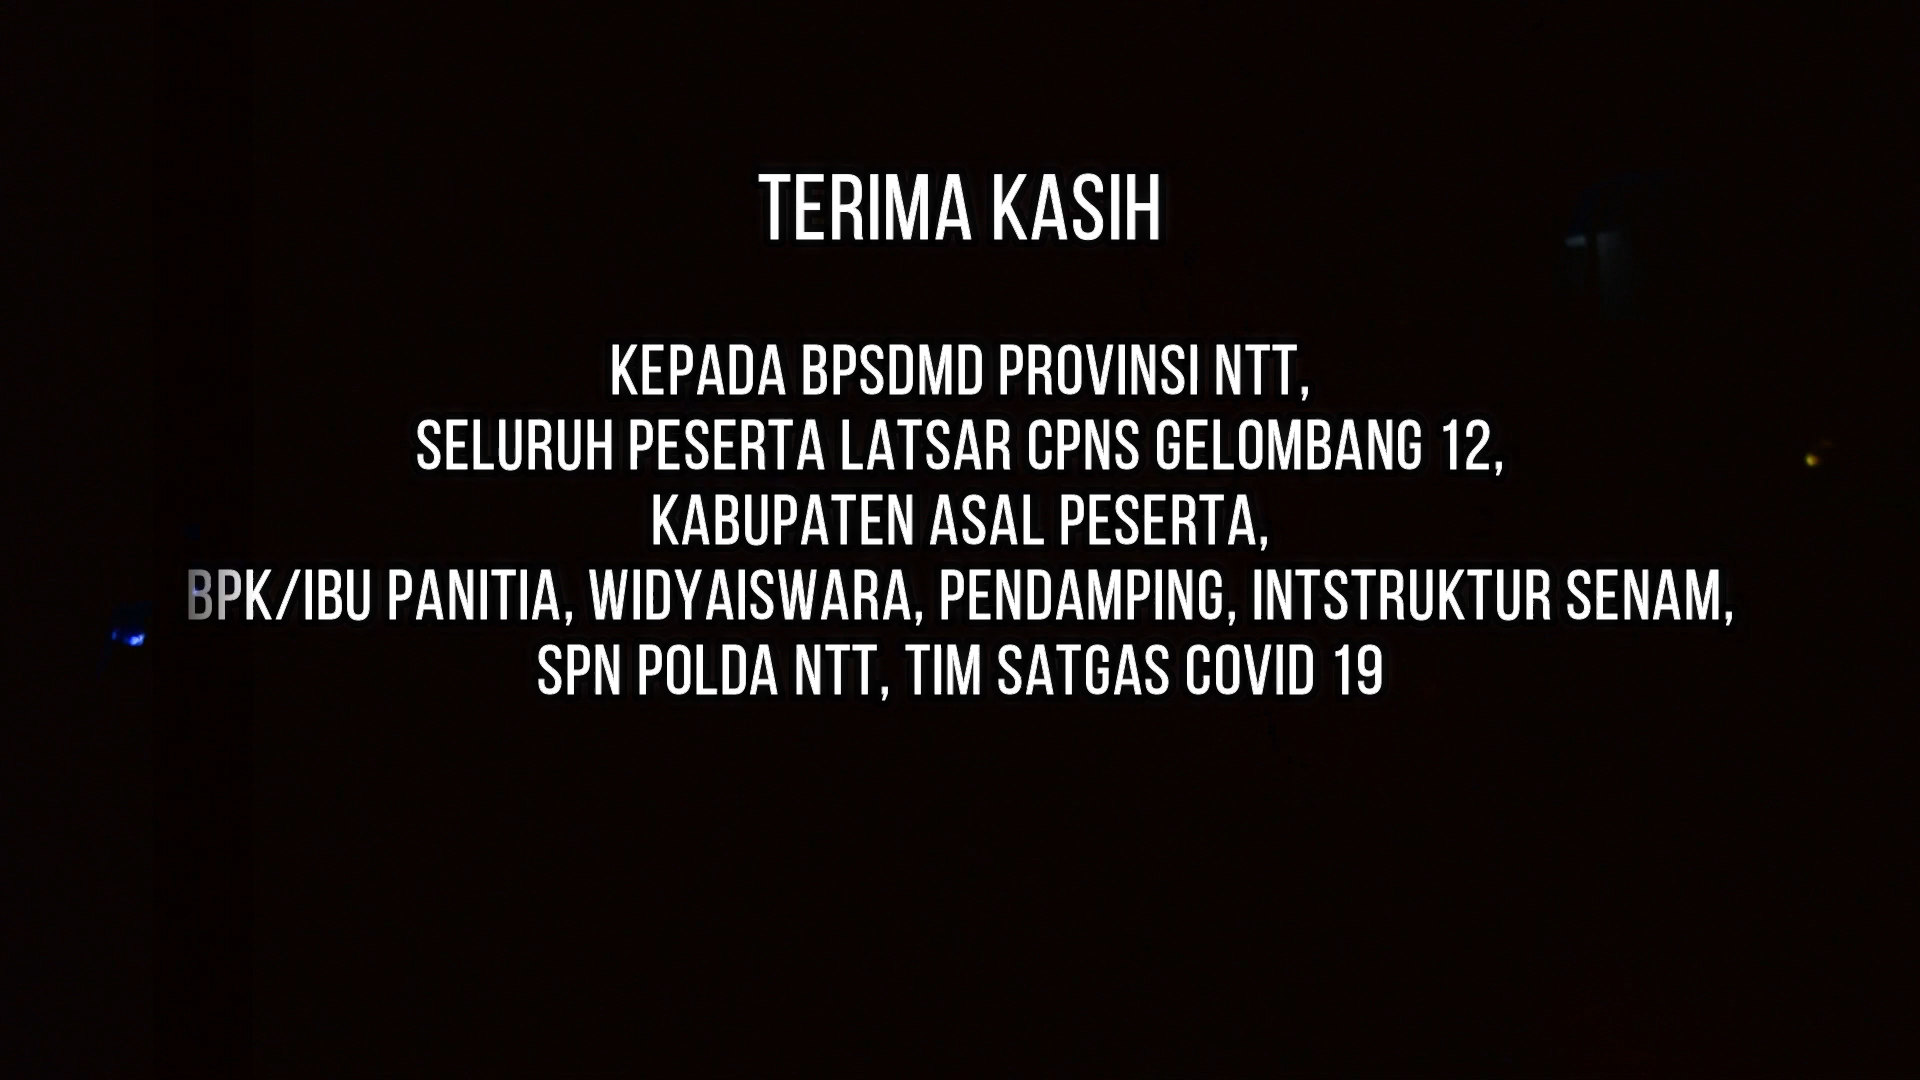 TERIMA KASIH
KEPADA BPSDMD PROVINSI NTT,
SELURUH PESERTA LATSAR CPNS GELOMBANG 12,
KABUPATEN ASAL PESERTA,
BPK/IBU PANITIA, WIDYAISWARA, PENDAMPING, INTSTRUKTUR SENAM,
SPN POLDA NTT, TIM SATGAS COVID 19